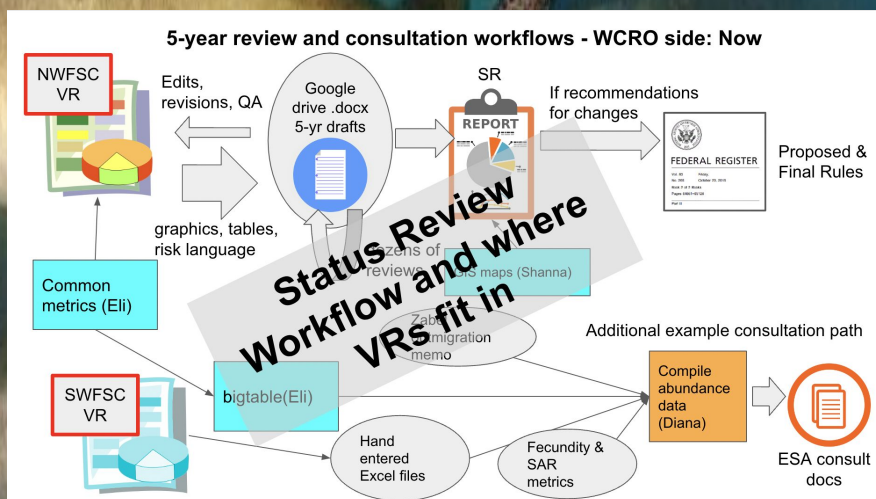 5-year review and consultation workflows - WCRO side: Now
NWFSC
VR
Edits,
revisions, QA
Google
drive .docx
5-yr drafts
SR
REPORT
If recommendations
for changes
FEDERAL REGISTER
Proposed &
Final Rules
graphics, tables,
risk language
reviews
GIS maps (Shanna)
Common
metrics (Eli)
Status Review
Workflow and where
VRs fit in
memo
Additional example consultation path
SWFSC
VR
bigtable(Eli)
Hand
entered
Excel files
Fecundity &
SAR
metrics
Compile
abundance
data
(Diana)
ESA consult
docs